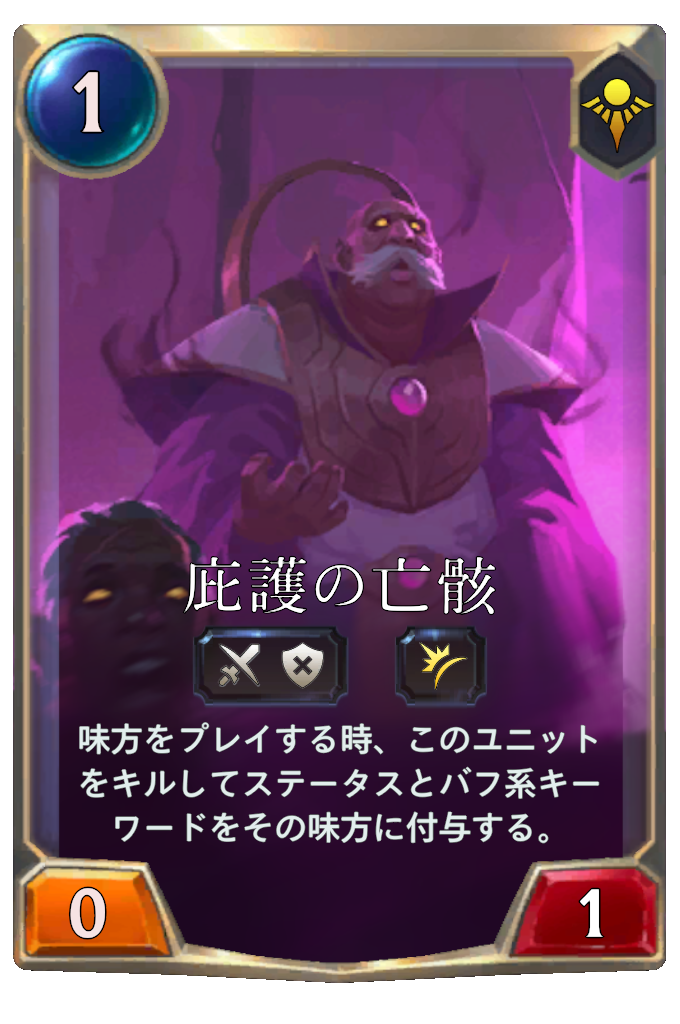 1
庇護の亡骸
味方をプレイする時、このユニット
をキルしてステータスとバフ系キー
ワードをその味方に付与する。
0
1